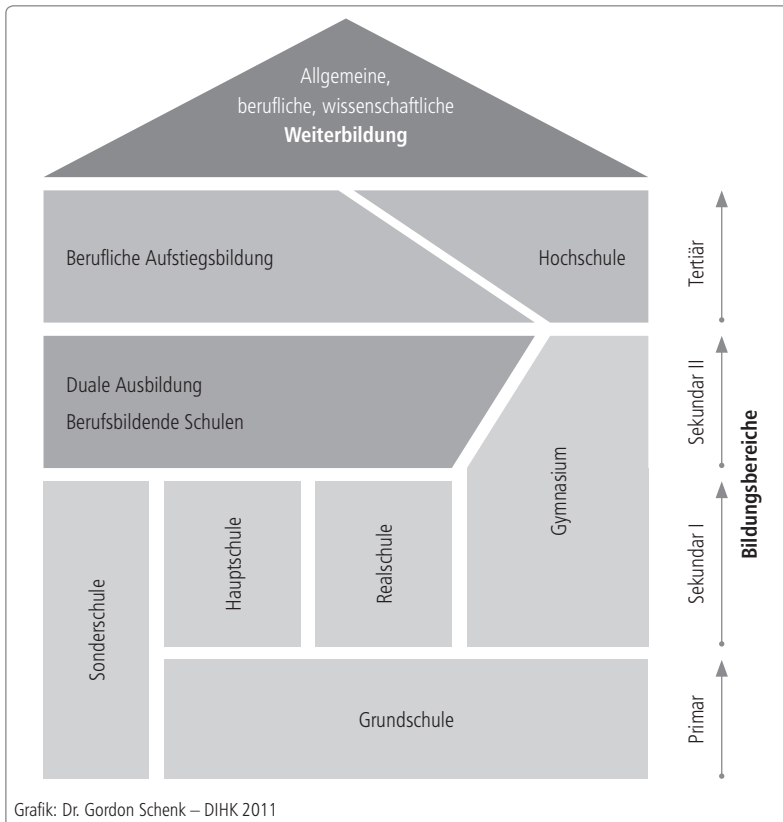 Allgemeine,
berufliche, wissenschaftliche
Weiterbildung
Berufliche Aufstiegsbildung
Hochschule
Tertiär
Duale Ausbildung
Berufsbildende Schulen
Gymnasium
Sekundar II
Bildungsbereiche
Sonderschule
Hauptschule
Realschule
Sekundar I
Grundschule
Primar
Grafik: Dr. Gordon Schenk – DIHK 2011